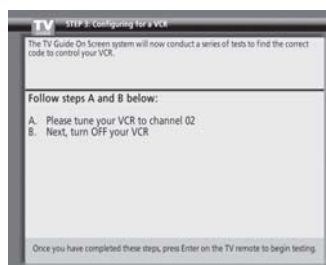 TV STEP 3: Configuring for a VCR
The TV Guide On Screen system will now conduct a series of tests to find the correct
code to control your VCR.
Follow steps A and B below:
A. Please tune your VCR to channel 02
B. Next, turn OFF your VCR
Once you have completed these steps, press Enter on the TV remote to begin testing.